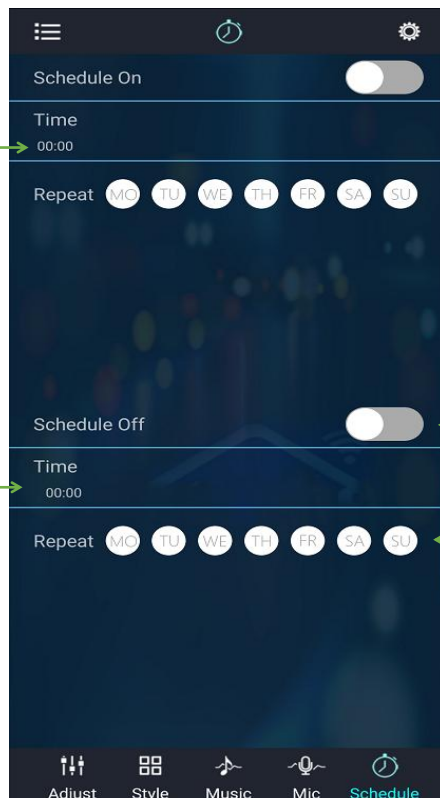 Schedule On
Time
00:00
Repeat MO TU WE TH FR SA SU
Schedule Off
Time
00:00
Repeat MO TU WE TH FR SA SU
Adjust Style Music Mic Schedule